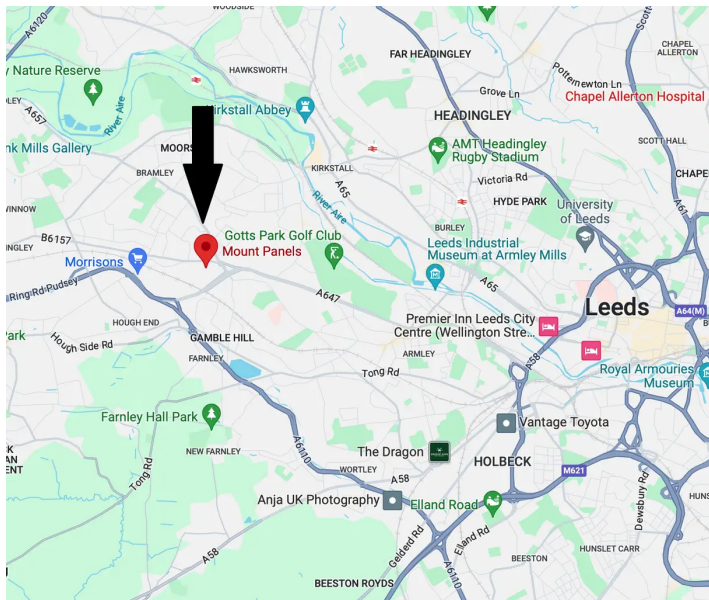 WOODSIDE
A6120
Scott
CHAPEL
ALLERTON
FAR HEADINGLEY
y Nature Reserve
HAWKSWORTH
Potternewton Ln
Grove Ln
Chapel Allerton Hospital
A657
River Aire
irkstall Abbey
HEADINGLEY
nk Mills Gallery
MOORS
AMT Headingley
Rugby Stadium
SCOTT HALL
BRAMLEY
KIRKSTALL
A65
Victoria Rd
CHAPE
WINNOW
River Aire
HYDE PARK
University
of Leeds
A61
BURLEY
B6157
NGLEY
Gotts Park Golf Club
Mount Panels
Leeds Industrial
Museum at Armley Mills
Morrisons
A65
Ring Rd Pudsey
A647
Leeds
A64(M)
HOUGH END
Premier Inn Leeds City
Centre (Wellington Stre...
Park
Hough Side Rd
GAMBLE HILL
FARNLEY
ARMLEY
A58
Tong Rd
Royal Armouries
Museum
Farnley Hall Park
Vantage Toyota
A6110
NEW FARNLEY
The Dragon
HOLBECK
Tong Rd
WORTLEY
A58
M621
Dewsbury Rd
HUNS
Anja UK Photography
Elland Road
Gelderd Rd
Elland Rd
A58
HUNSLET CARR
BEESTON
A6110
BEESTON ROYDS